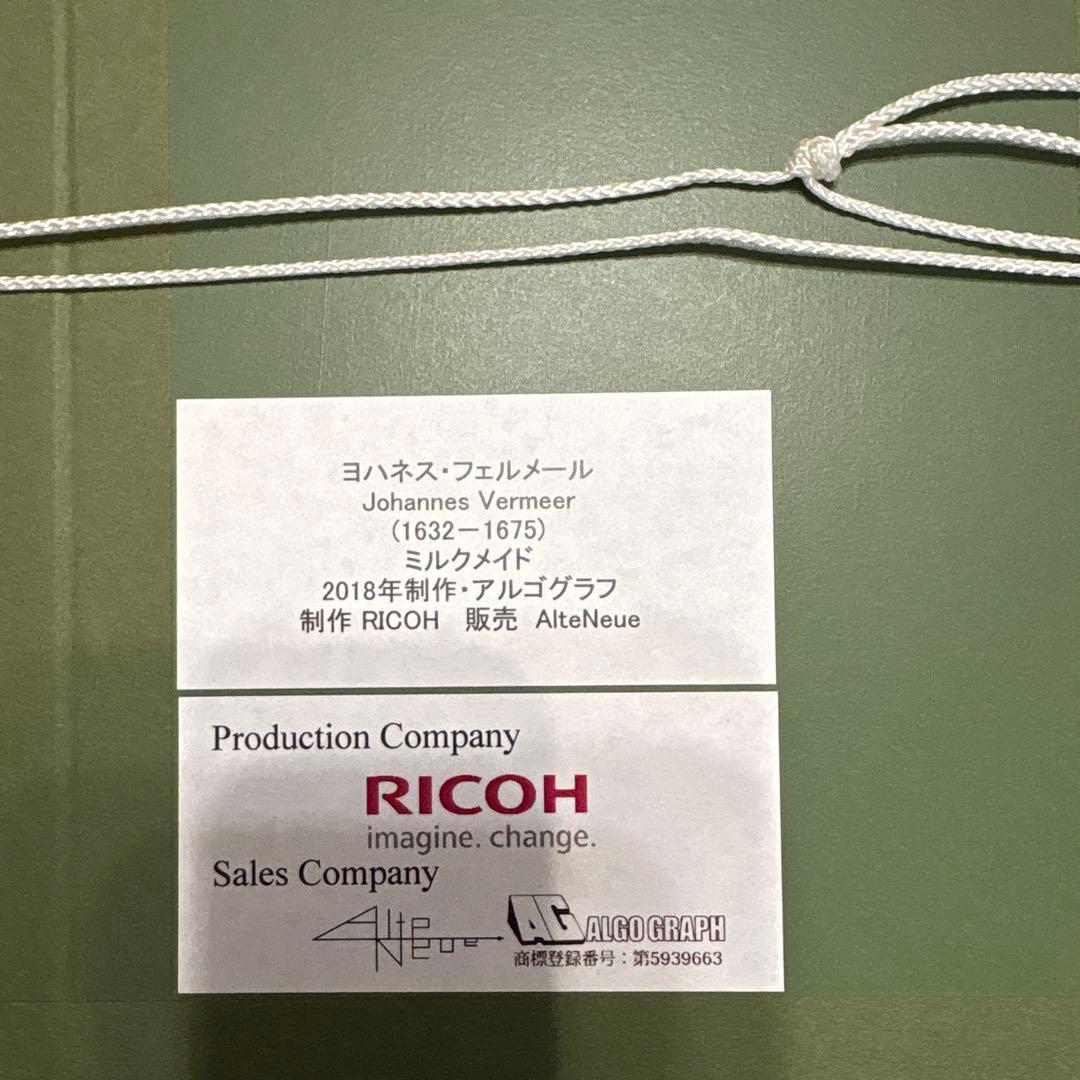 ヨハネス・フェルメール
Johannes Vermeer
(1632－1675)
ミルクメイド
2018年制作・アルゴグラフ
制作 RICOH　販売　AlteNeue
Production Company
RICOH
imagine. change.
Sales Company
Alte
Neue
AG ALGO GRAPH
商標登録番号：第5939663